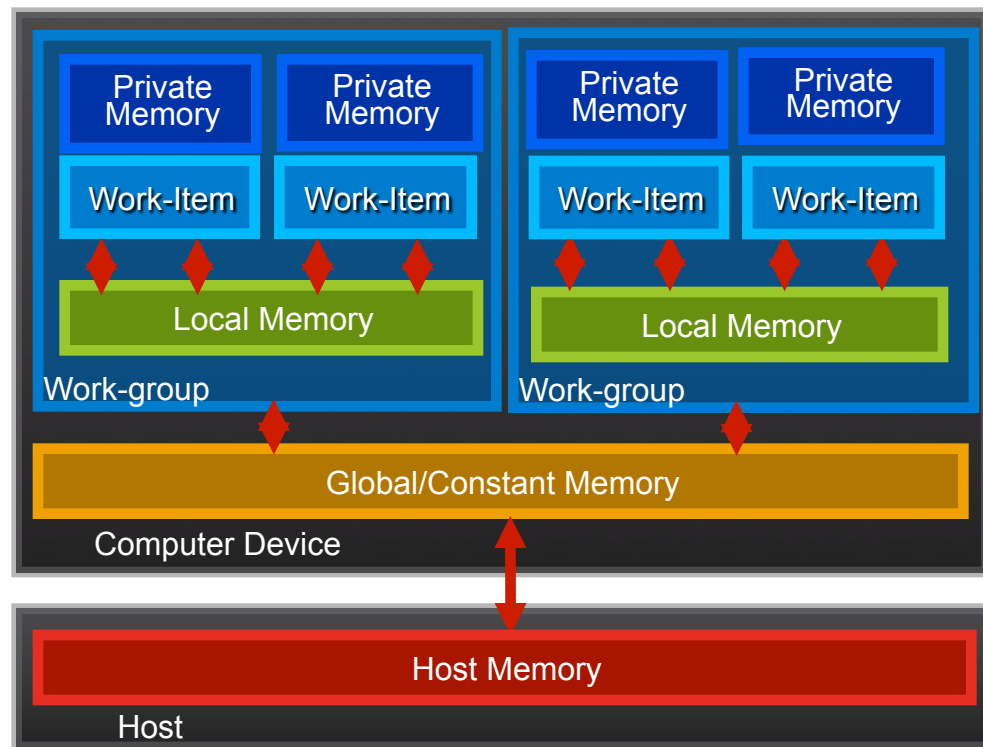 Private
Memory
Private
Memory
Private
Memory
Private
Memory
Work-Item
Work-Item
Work-Item
Work-Item
Local Memory
Local Memory
Work-group
Work-group
Global/Constant Memory
Computer Device
Host Memory
Host